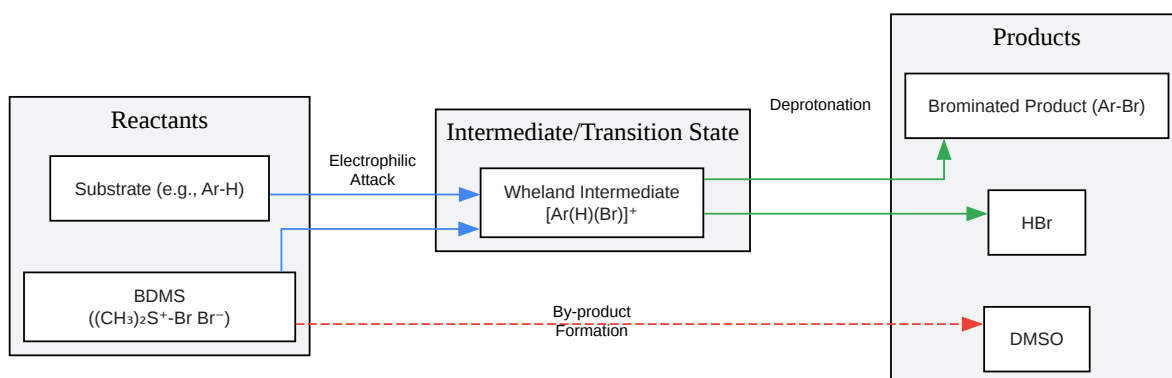 Reactants
Substrate (e.g., Ar-H)
BDMS
((CH₃)₂S⁺-Br Br⁻)
Electrophilic
Attack
Intermediate/Transition State
Wheland Intermediate
[Ar(H)(Br)]⁺
Deprotonation
By-product
Formation
Products
Brominated Product (Ar-Br)
HBr
DMSO